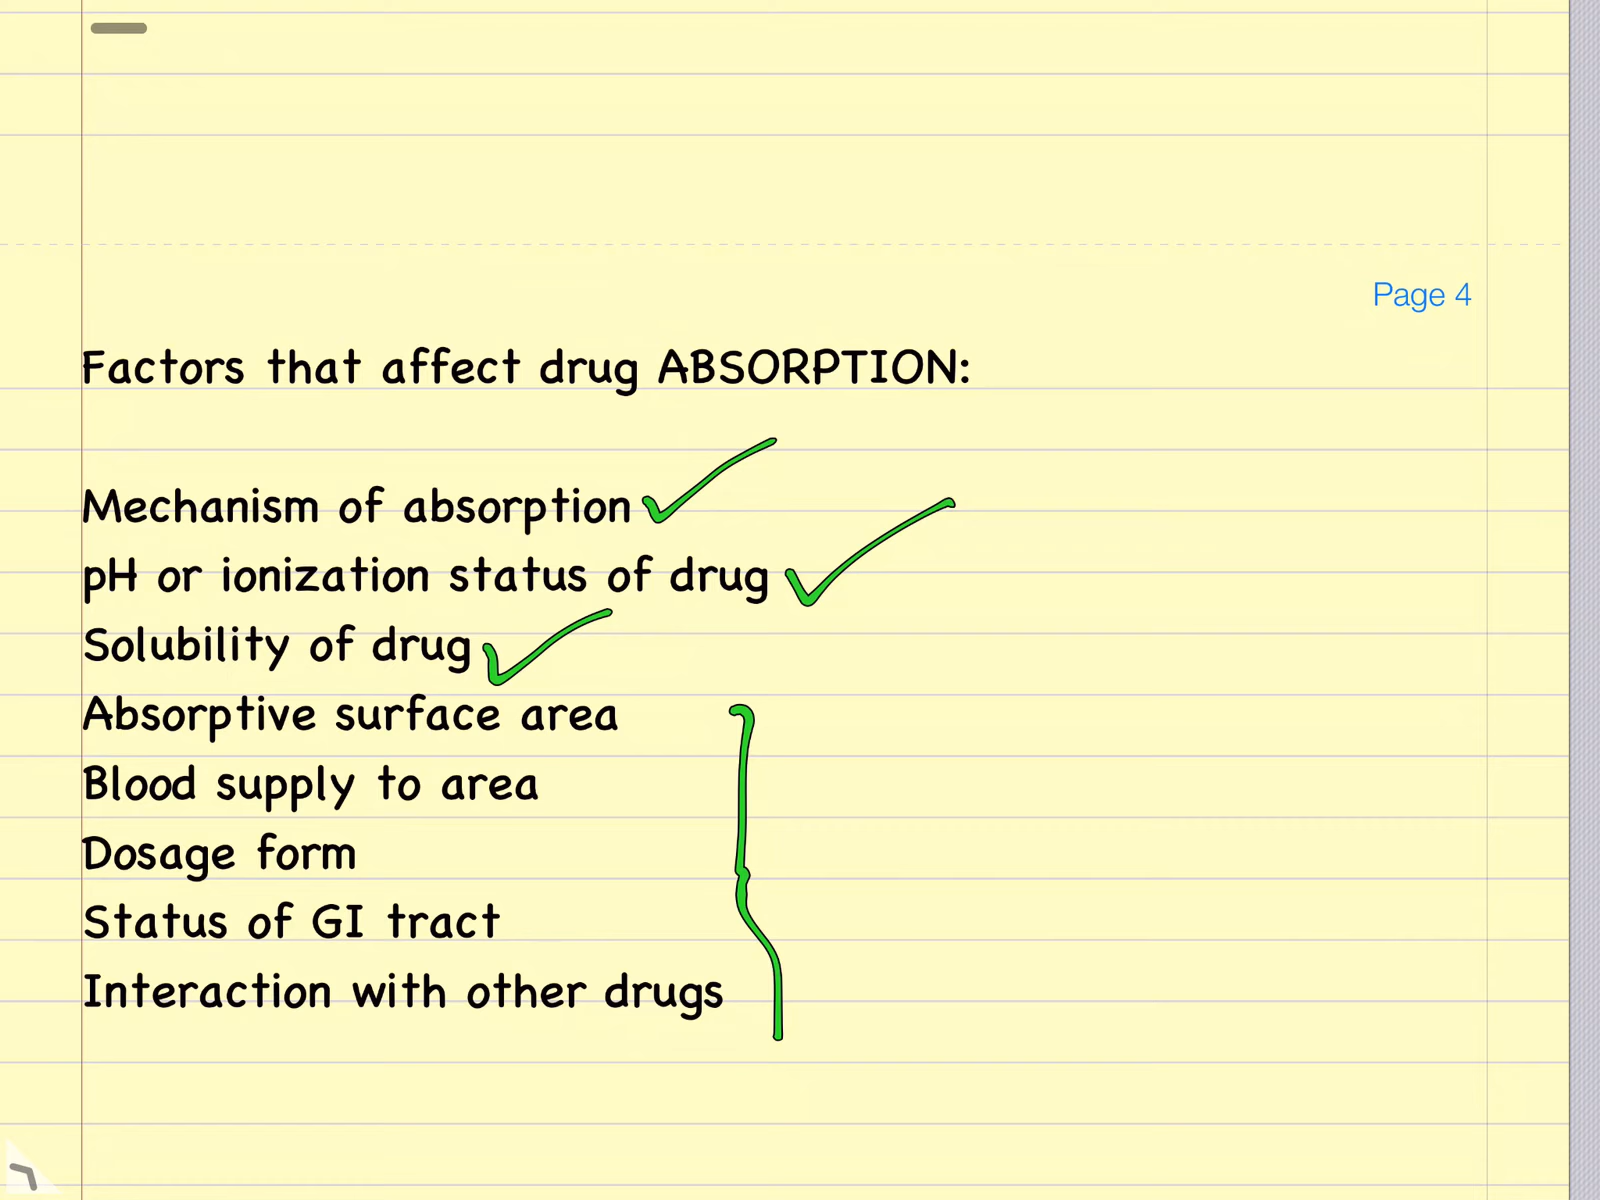 Page 4
Factors that affect drug ABSORPTION:
Mechanism of absorption
pH or ionization status of drug
Solubility of drug
Absorptive surface area
Blood supply to area
Dosage form
Status of GI tract
Interaction with other drugs